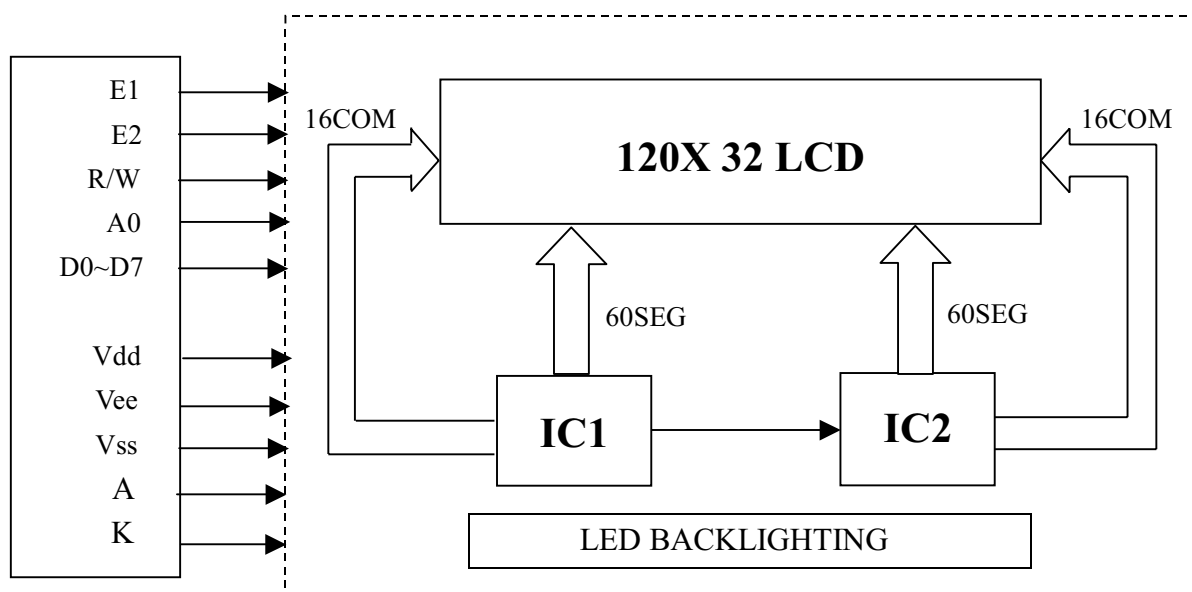 E1
E2
R/W
A0
D0~D7
Vdd
Vee
Vss
A
K
16COM
120X 32 LCD
16COM
60SEG
60SEG
IC1
IC2
LED BACKLIGHTING